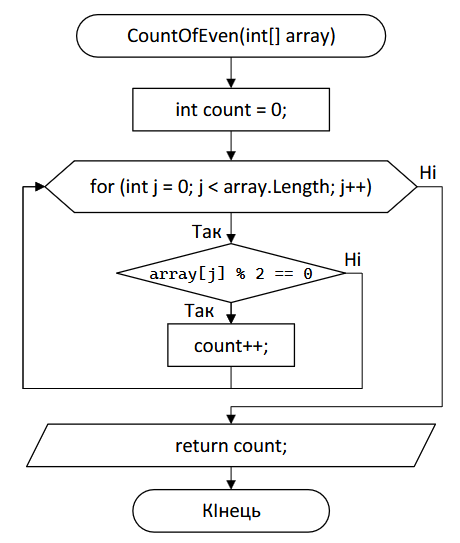 CountOfEven(int[] array)
int count = 0;
for (int j = 0; j < array.Length; j++)
Ні
Так
array[j] % 2 == 0
Ні
Так
count++;
return count;
КІнець